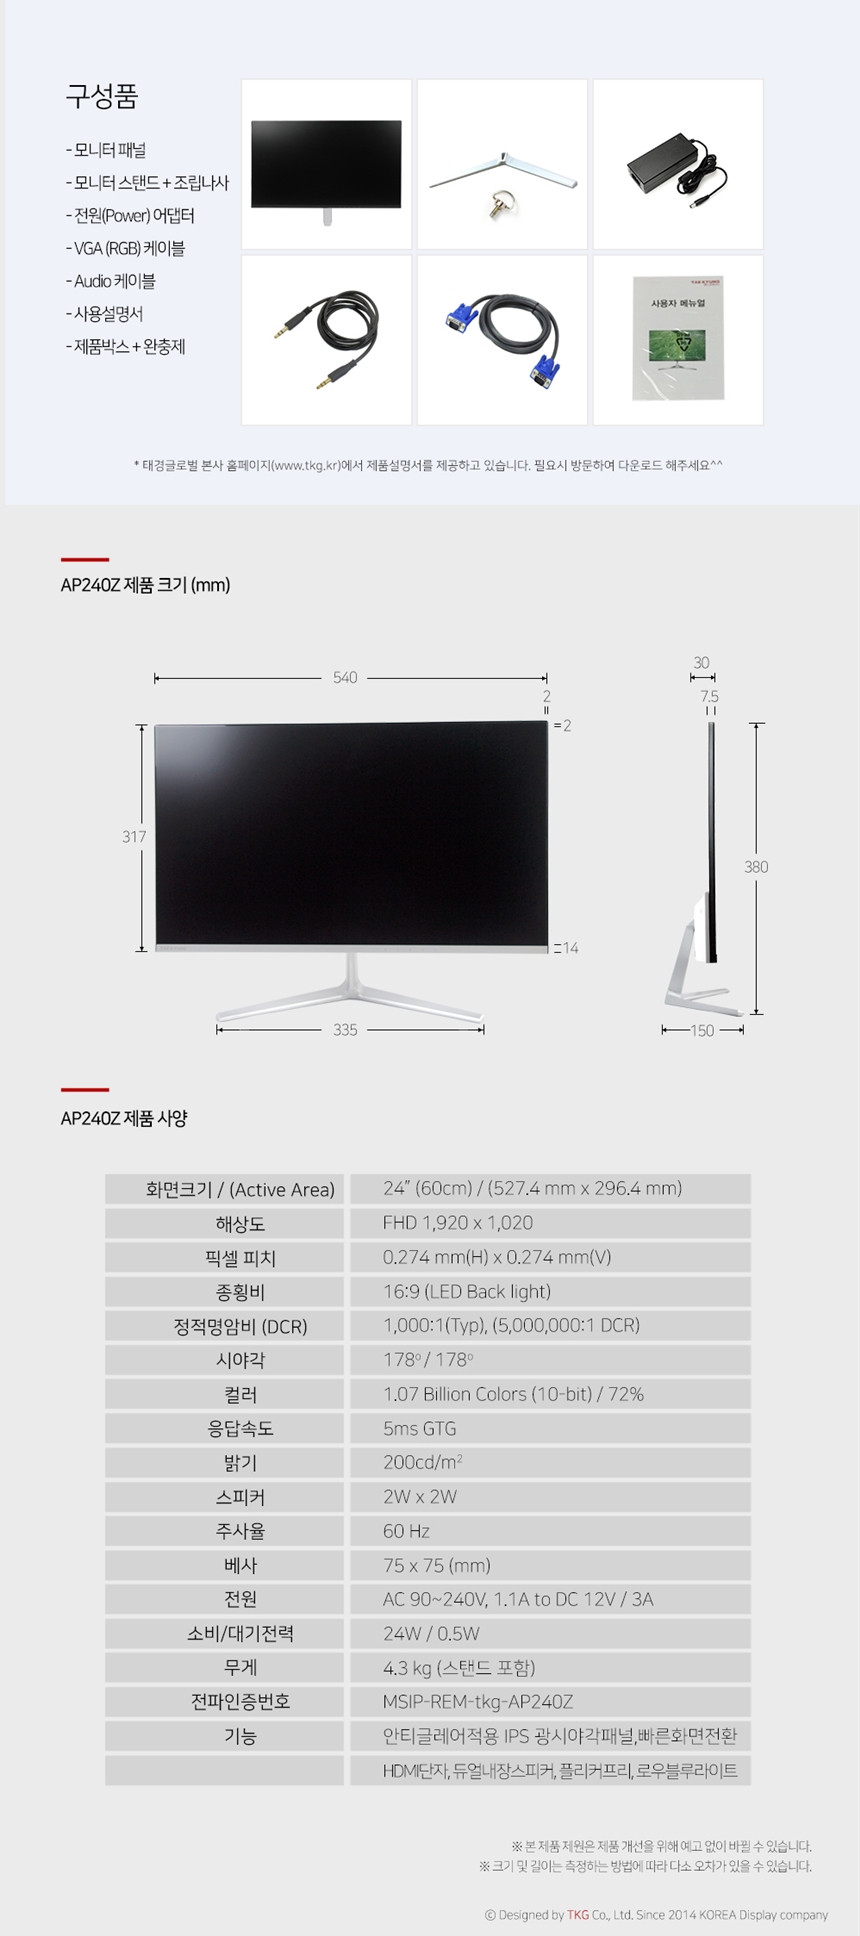 구성품
- 모니터 패널
- 모니터 스탠드 + 조립나사
- 전원(Power) 어댑터
- VGA (RGB) 케이블
- Audio 케이블
- 사용설명서
- 제품박스 + 완충제
사용자 메뉴얼
* 태경글로벌 본사 홈페이지(www.tkg.kr)에서 제품설명서를 제공하고 있습니다. 필요시 방문하여 다운로드 해주세요^^
AP240Z 제품 크기 (mm)
540
2
2
317
14
335
30
7.5
380
150
AP240Z 제품 사양
화면크기 / (Active Area) 24” (60cm) / (527.4 mm x 296.4 mm)
해상도 FHD 1,920 x 1,020
픽셀 피치 0.274 mm(H) x 0.274 mm(V)
종횡비 16:9 (LED Back light)
정적명암비 (DCR) 1,000:1(Typ), (5,000,000:1 DCR)
시야각 178º / 178º
컬러 1.07 Billion Colors (10-bit) / 72%
응답속도 5ms GTG
밝기 200cd/m²
스피커 2W x 2W
주사율 60 Hz
베사 75 x 75 (mm)
전원 AC 90~240V, 1.1A to DC 12V / 3A
소비/대기전력 24W / 0.5W
무게 4.3 kg (스탠드 포함)
전파인증번호 MSIP-REM-tkg-AP240Z
기능 안티글레어적용 IPS 광시야각패널,빠른화면전환
HDMI단자, 듀얼내장스피커, 플리커프리, 로우블루라이트
※ 본 제품 제원은 제품 개선을 위해 예고 없이 바뀔 수 있습니다.
※ 크기 및 길이는 측정하는 방법에 따라 다소 오차가 있을 수 있습니다.
ⓒ Designed by TKG Co., Ltd. Since 2014 KOREA Display company